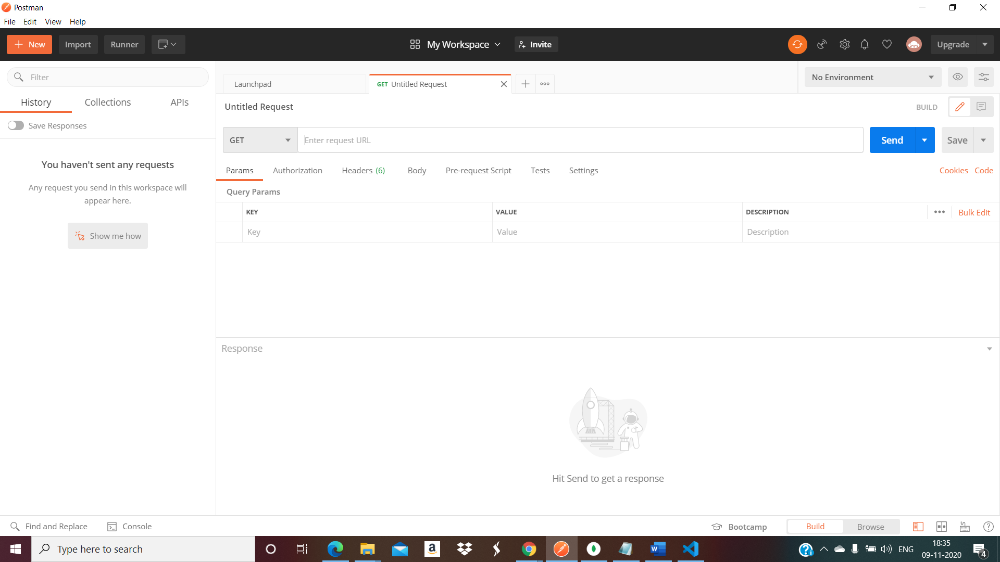 Postman
File Edit View Help
New Import Runner My Workspace Invite Upgrade
Filter
Launchpad GET Untitled Request No Environment
History Collections APIs
Untitled Request BUILD
Save Responses
GET Enter request URL Send Save
You haven't sent any requests
Any request you send in this workspace will
appear here.
Show me how
Params Authorization Headers (6) Body Pre-request Script Tests Settings Cookies Code
Query Params
KEY VALUE DESCRIPTION Bulk Edit
Key Value Description
Response
Hit Send to get a response
Find and Replace Console Bootcamp Build Browse
Type here to search
a
ENG
18:35
09-11-2020
4